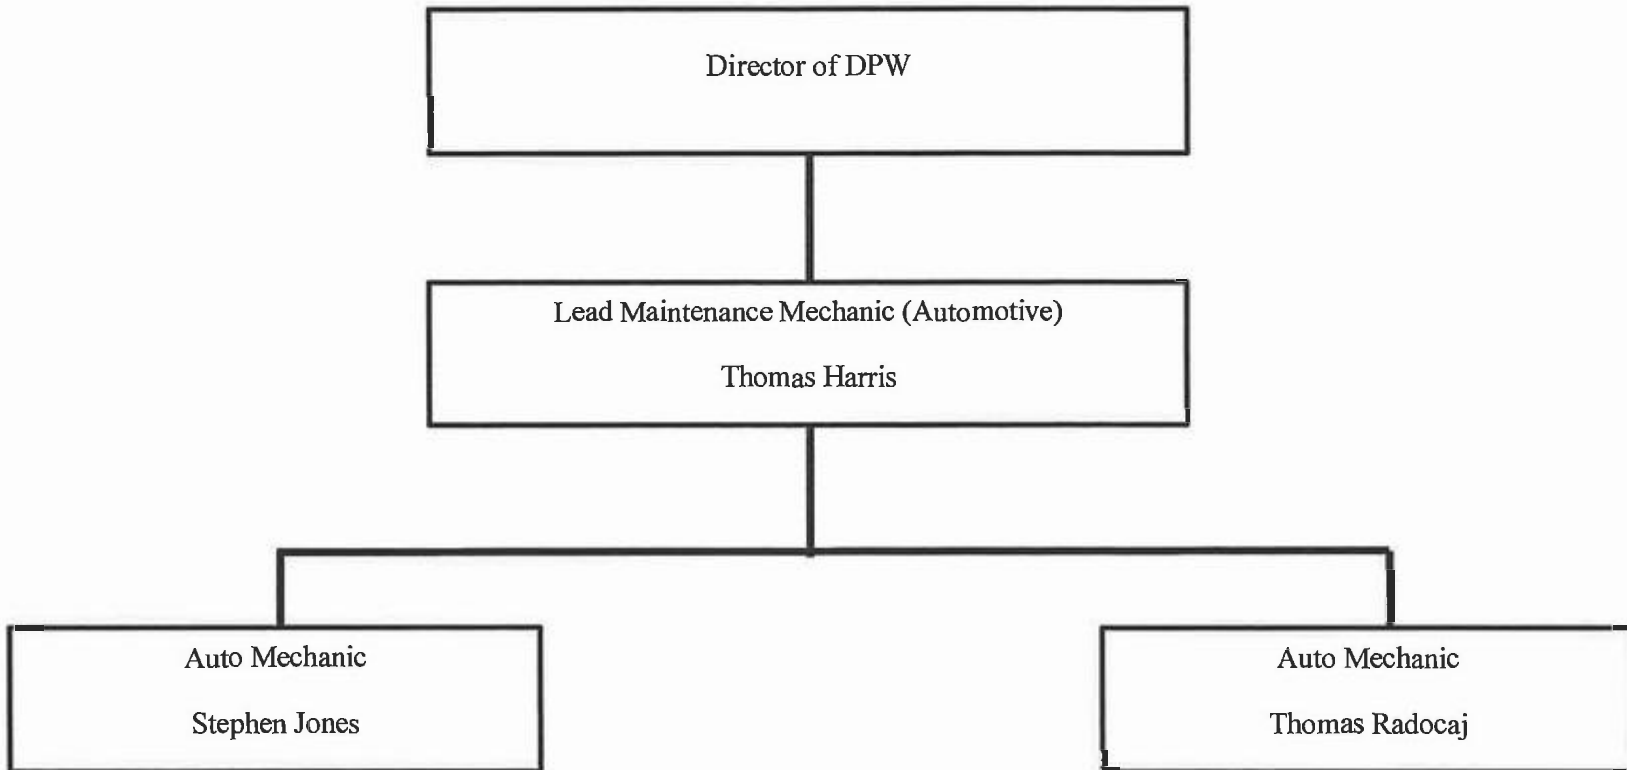 Director of DPW
Lead Maintenance Mechanic (Automotive)
Thomas Harris
Auto Mechanic
Stephen Jones
Auto Mechanic
Thomas Radocaj